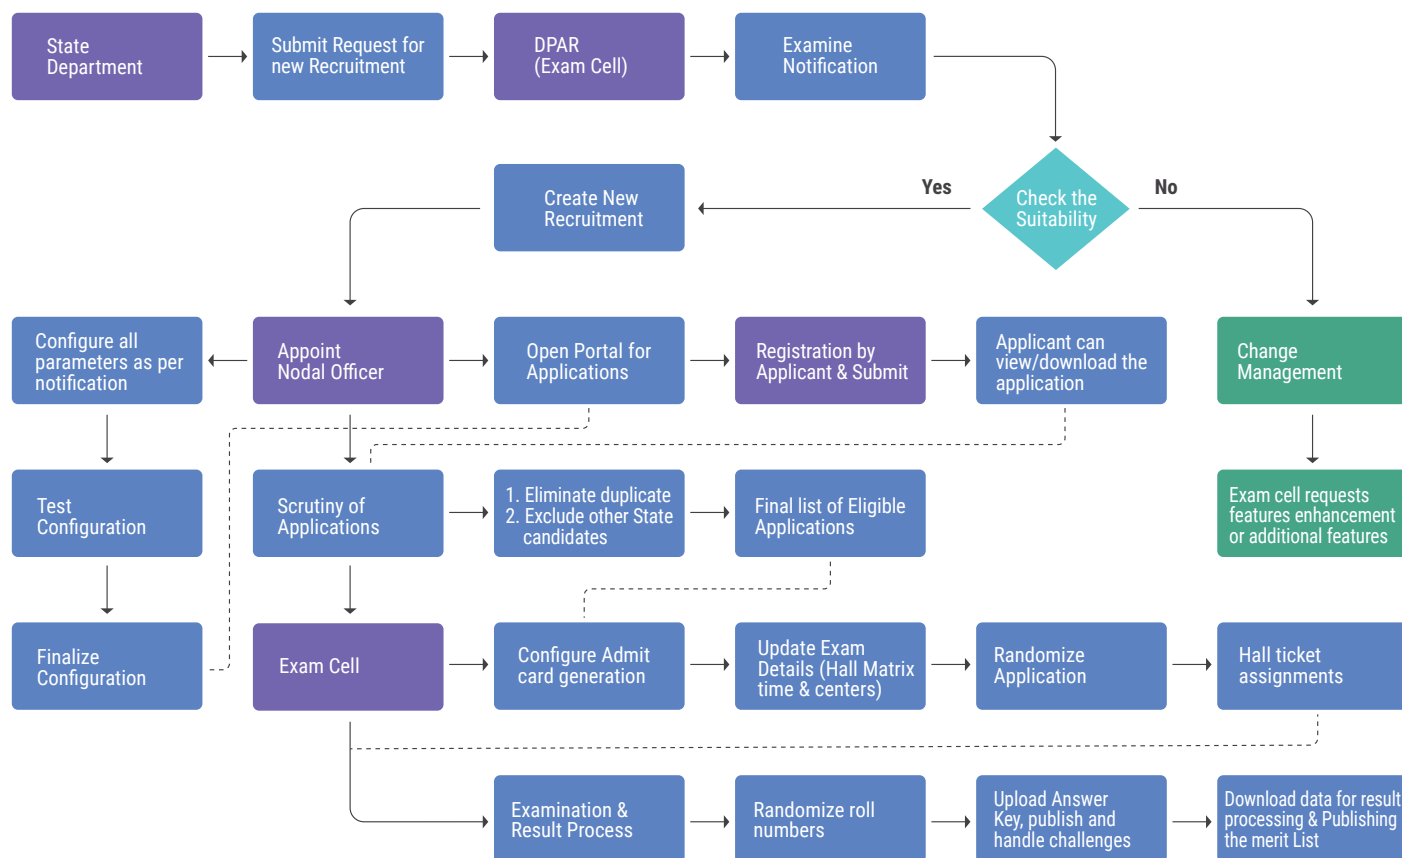 State
Department
Submit Request for
new Recruitment
DPAR
(Exam Cell)
Examine
Notification
Create New
Recruitment
Yes
Check the
Suitability
No
Configure all
parameters as per
notification
Appoint
Nodal Officer
Open Portal for
Applications
Registration by
Applicant & Submit
Applicant can
view/download the
application
Change
Management
Test
Configuration
Scrutiny of
Applications
1. Eliminate duplicate
2. Exclude other State
candidates
Final list of Eligible
Applications
Exam cell requests
features enhancement
or additional features
Finalize
Configuration
Exam Cell
Configure Admit
card generation
Update Exam
Details (Hall Matrix
time & centers)
Randomize
Application
Hall ticket
assignments
Examination &
Result Process
Randomize roll
numbers
Upload Answer
Key, publish and
handle challenges
Download data for result
processing & Publishing
the merit List